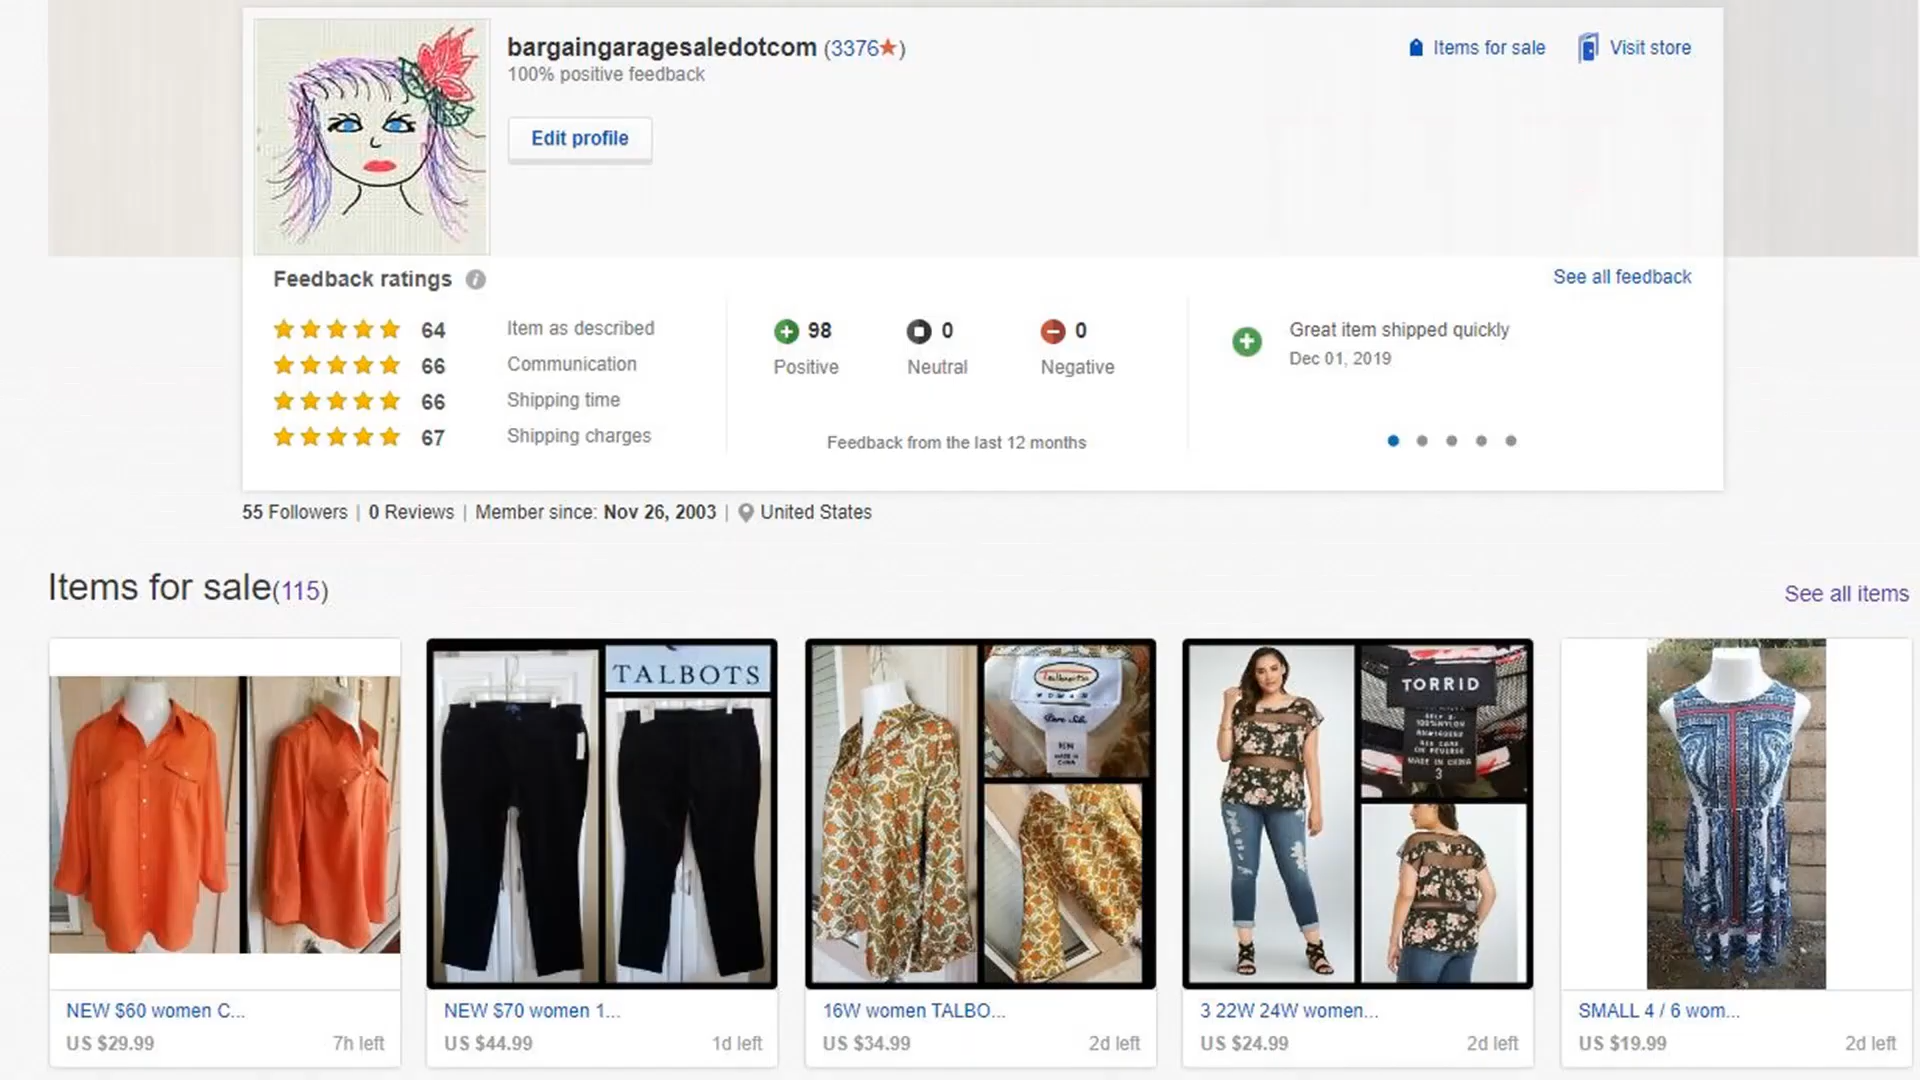 bargaingaragesaledotcom (3376★)
100% positive feedback
Items for sale
Visit store
Edit profile
Feedback ratings
See all feedback
64 Item as described
66 Communication
66 Shipping time
67 Shipping charges
98
Positive
0
Neutral
0
Negative
Feedback from the last 12 months
Great item shipped quickly
Dec 01, 2019
55 Followers | 0 Reviews | Member since: Nov 26, 2003 | United States
Items for sale(115)
See all items
TALBOTS
TORRID
MADE IN CHINA
3
NEW $60 women C...
US $29.99 7h left
NEW $70 women 1...
US $44.99 1d left
16W women TALBO...
US $34.99 2d left
3 22W 24W women...
US $24.99 2d left
SMALL 4 / 6 wom...
US $19.99 2d left